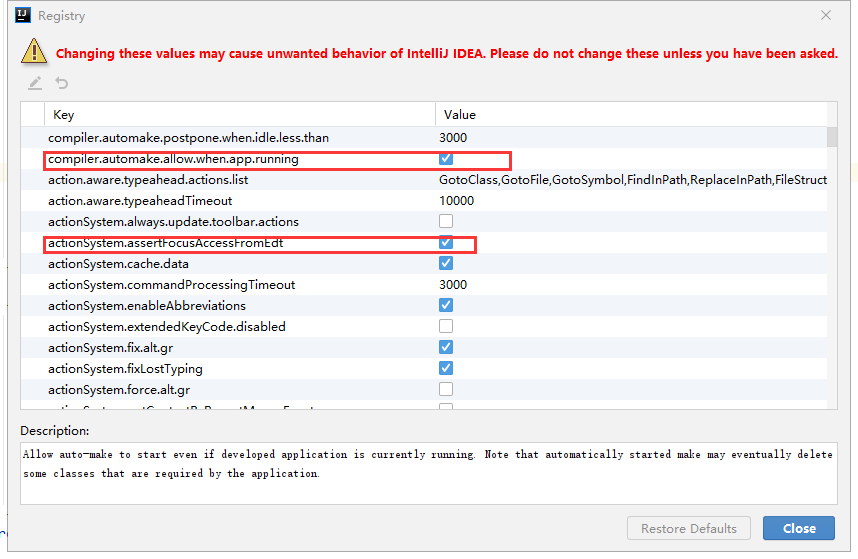 IJ Registry
Changing these values may cause unwanted behavior of IntelliJ IDEA. Please do not change these unless you have been asked.
Key Value
compiler.automake.postpone.when.idle.less.than 3000
compiler.automake.allow.when.app.running
action.aware.typeahead.actions.list GotoClass,GotoFile,GotoSymbol,FindInPath,ReplaceInPath,FileStruct
action.aware.typeaheadTimeout 10000
actionSystem.always.update.toolbar.actions
actionSystem.assertFocusAccessFromEdt
actionSystem.cache.data
actionSystem.commandProcessingTimeout 3000
actionSystem.enableAbbreviations
actionSystem.extendedKeyCode.disabled
actionSystem.fix.alt.gr
actionSystem.fixLostTyping
actionSystem.force.alt.gr
Description:
Allow auto-make to start even if developed application is currently running. Note that automatically started make may eventually delete
some classes that are required by the application.
Restore Defaults Close